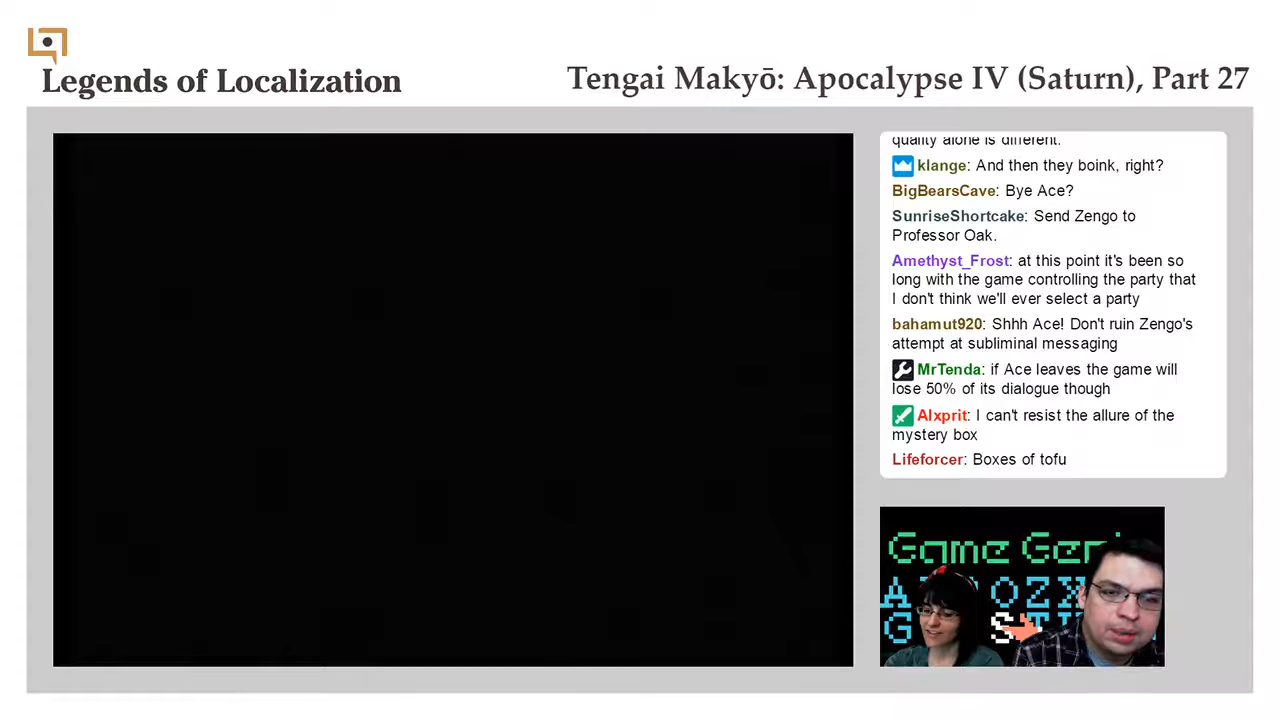 Legends of Localization
Tengai Makyō: Apocalypse IV (Saturn), Part 27
quality alone is different.
klange: And then they boink, right?
BigBearsCave: Bye Ace?
SunriseShortcake: Send Zengo to
Professor Oak.
Amethyst_Frost: at this point it's been so
long with the game controlling the party that
I don't think we'll ever select a party
bahamut920: Shhh Ace! Don't ruin Zengo's
attempt at subliminal messaging
MrTenda: if Ace leaves the game will
lose 50% of its dialogue though
Alxprit: I can't resist the allure of the
mystery box
Lifeforcer: Boxes of tofu
Game Geni
A O Z X
G S T